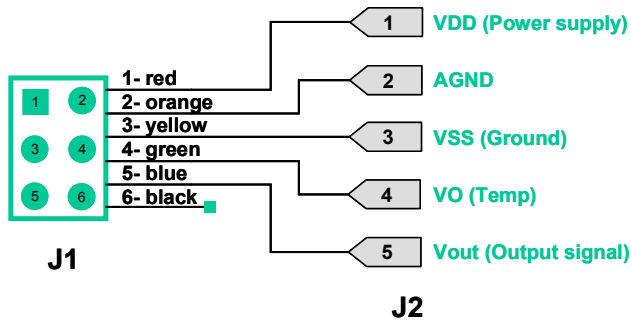 1 VDD (Power supply)
1- red
1 2
2- orange
2 AGND
3- yellow
3 VSS (Ground)
3 4
4- green
5- blue
4 VO (Temp)
5 6
6- black
5 Vout (Output signal)
J1
J2